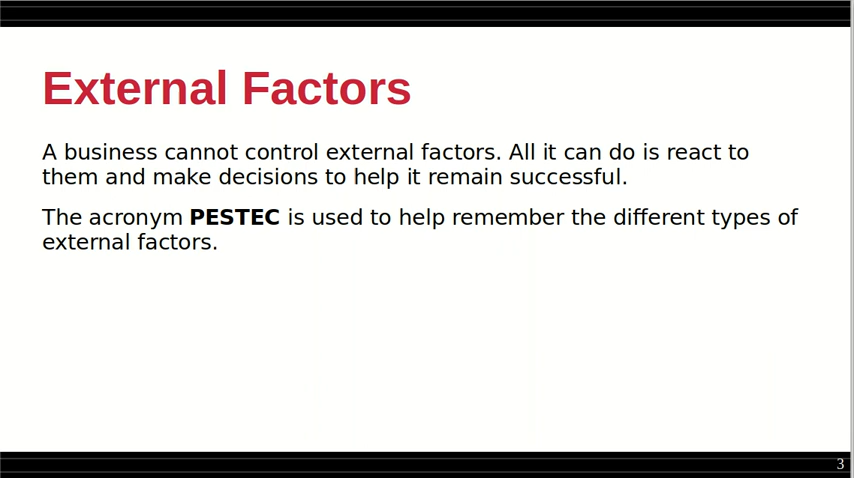 External Factors
A business cannot control external factors. All it can do is react to
them and make decisions to help it remain successful.
The acronym PESTEC is used to help remember the different types of
external factors.
3